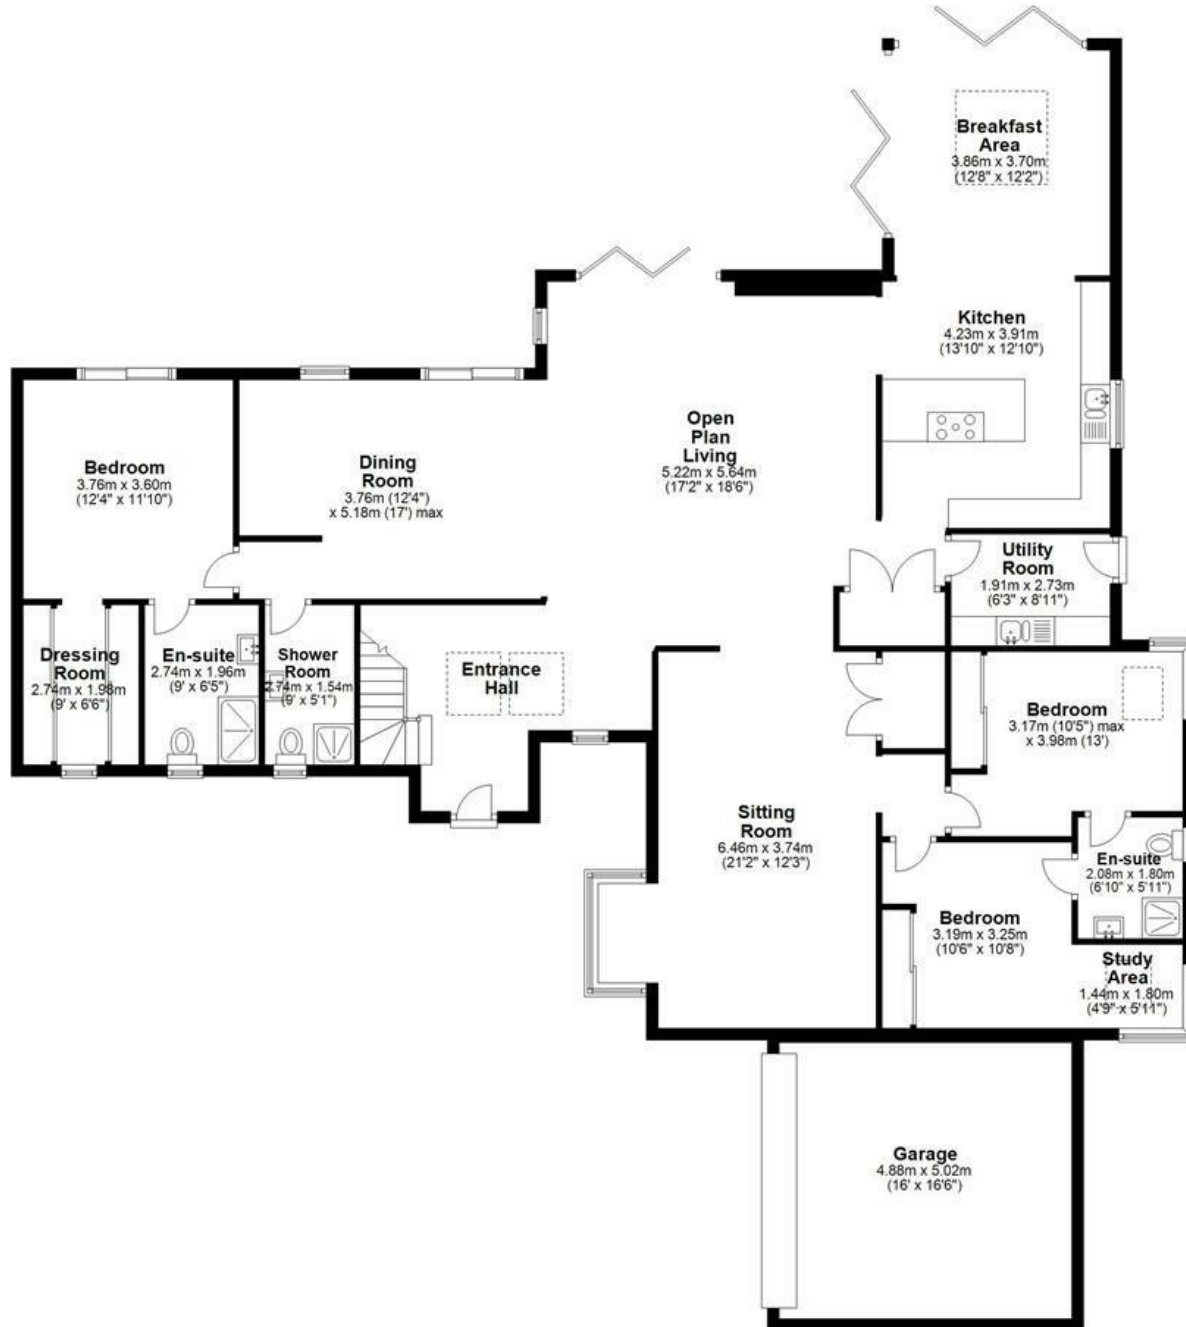 Breakfast
Area
3.86m x 3.70m
(12'8" x 12'2")
Kitchen
4.23m x 3.91m
(13'10" x 12'10")
Open
Plan
Living
5.22m x 5.64m
(17'2" x 18'6")
Bedroom
3.76m x 3.60m
(12'4" x 11'10")
Dining
Room
3.76m (12'4")
x 5.18m (17') max
Utility
Room
1.91m x 2.73m
(6'3" x 8'11")
Dressing
Room
2.74m x 1.98m
(9' x 6'6")
En-suite
2.74m x 1.96m
(9' x 6'5")
Shower
Room
2.74m x 1.54m
(9' x 5'1")
Entrance
Hall
Bedroom
3.17m (10'5") max
x 3.98m (13')
Sitting
Room
6.46m x 3.74m
(21'2" x 12'3")
En-suite
2.08m x 1.80m
(6'10" x 5'11")
Bedroom
3.19m x 3.25m
(10'6" x 10'8")
Study
Area
1.44m x 1.80m
(4'9" x 5'11")
Garage
4.88m x 5.02m
(16' x 16'6")